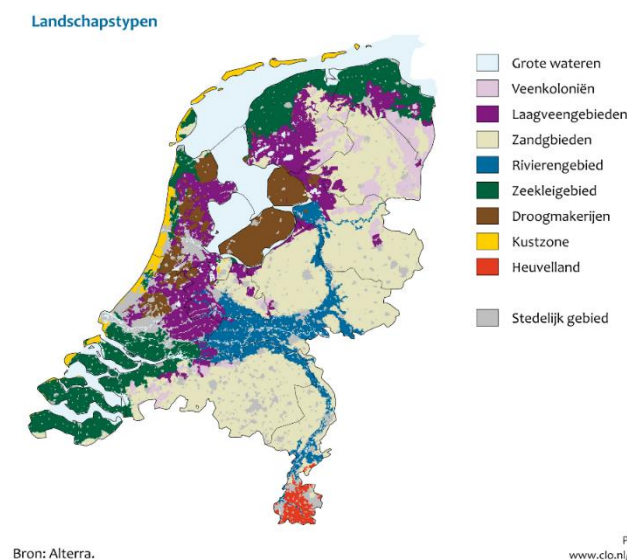 Landschapstypen
Grote wateren
Veenkoloniën
Laagveengebieden
Zandgbieden
Rivierengebied
Zeekleigebied
Droogmakerijen
Kustzone
Heuvelland
Stedelijk gebied
P
Bron: Alterra.
www.clo.nl/